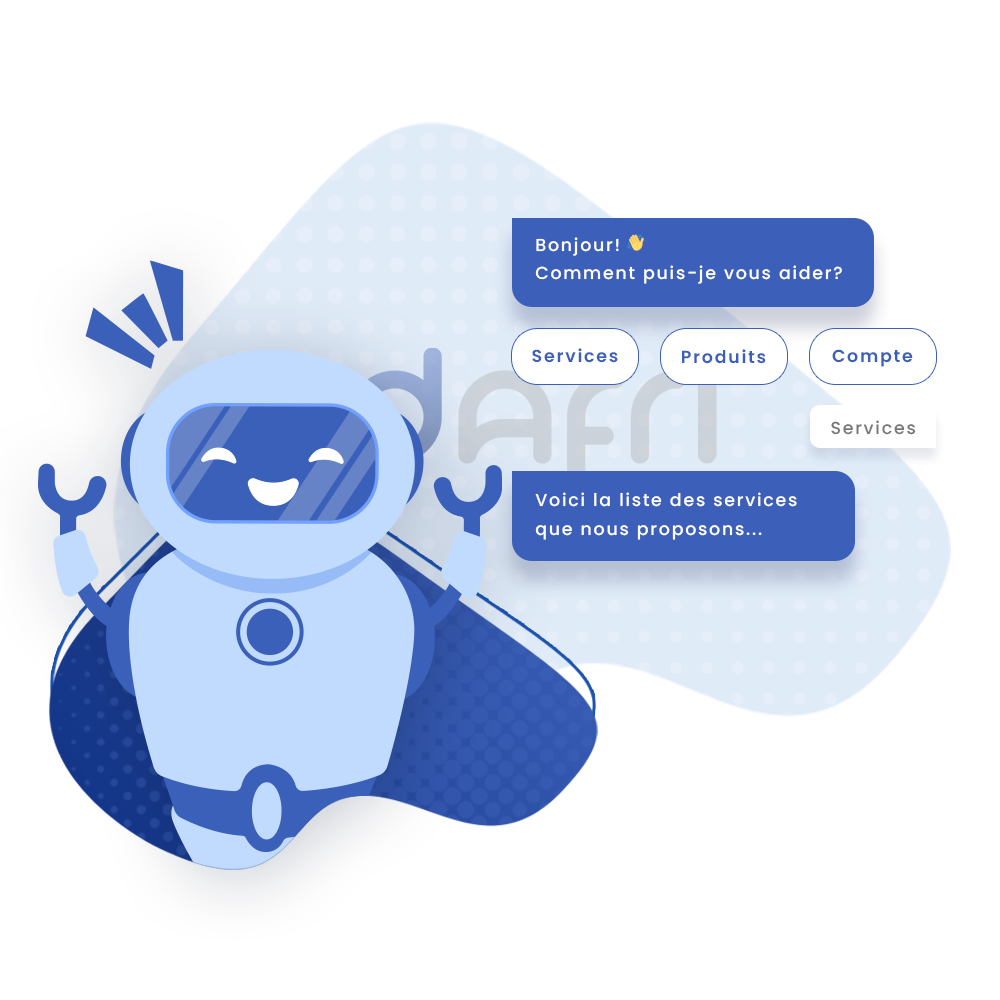 Bonjour! 👋
Comment puis-je vous aider?
Services
Produits
Compte
Services
Voici la liste des services
que nous proposons...